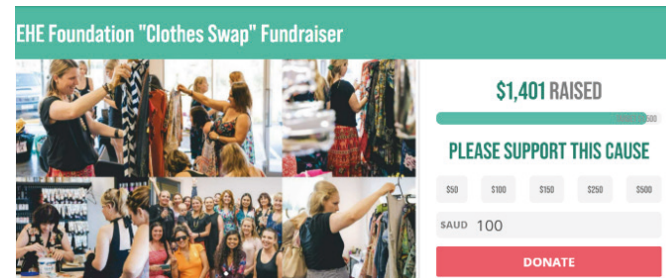 EHE Foundation "Clothes Swap" Fundraiser
$1,401 RAISED
PLEASE SUPPORT THIS CAUSE
$50 $100 $150 $250 $500
$AUD 100
DONATE